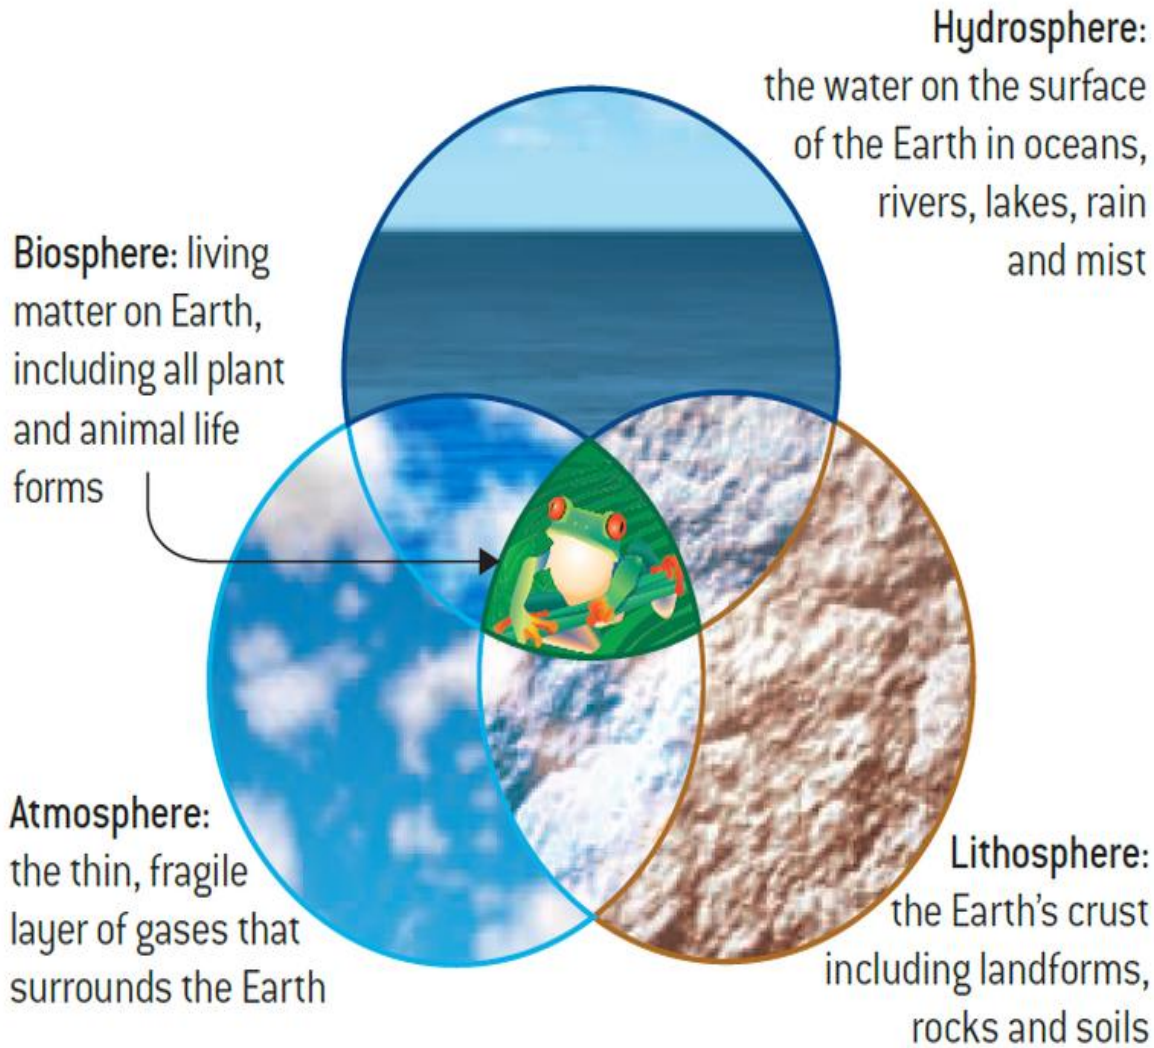 Hydrosphere:
the water on the surface
of the Earth in oceans,
rivers, lakes, rain
and mist
Biosphere: living
matter on Earth,
including all plant
and animal life
forms
Atmosphere:
the thin, fragile
layer of gases that
surrounds the Earth
Lithosphere:
the Earth's crust
including landforms,
rocks and soils